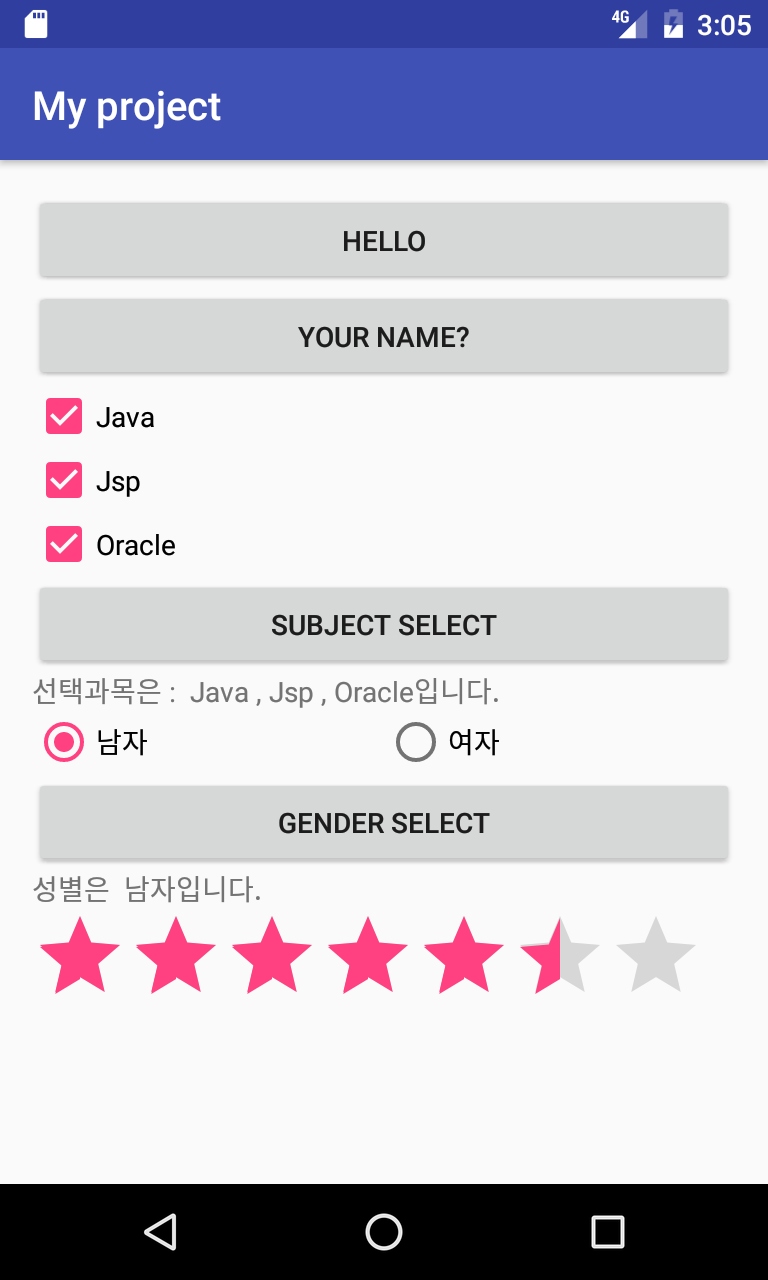 4G 3:05
My project
HELLO
YOUR NAME?
Java
Jsp
Oracle
SUBJECT SELECT
선택과목은 :  Java , Jsp , Oracle입니다.
남자 여자
GENDER SELECT
성별은  남자입니다.